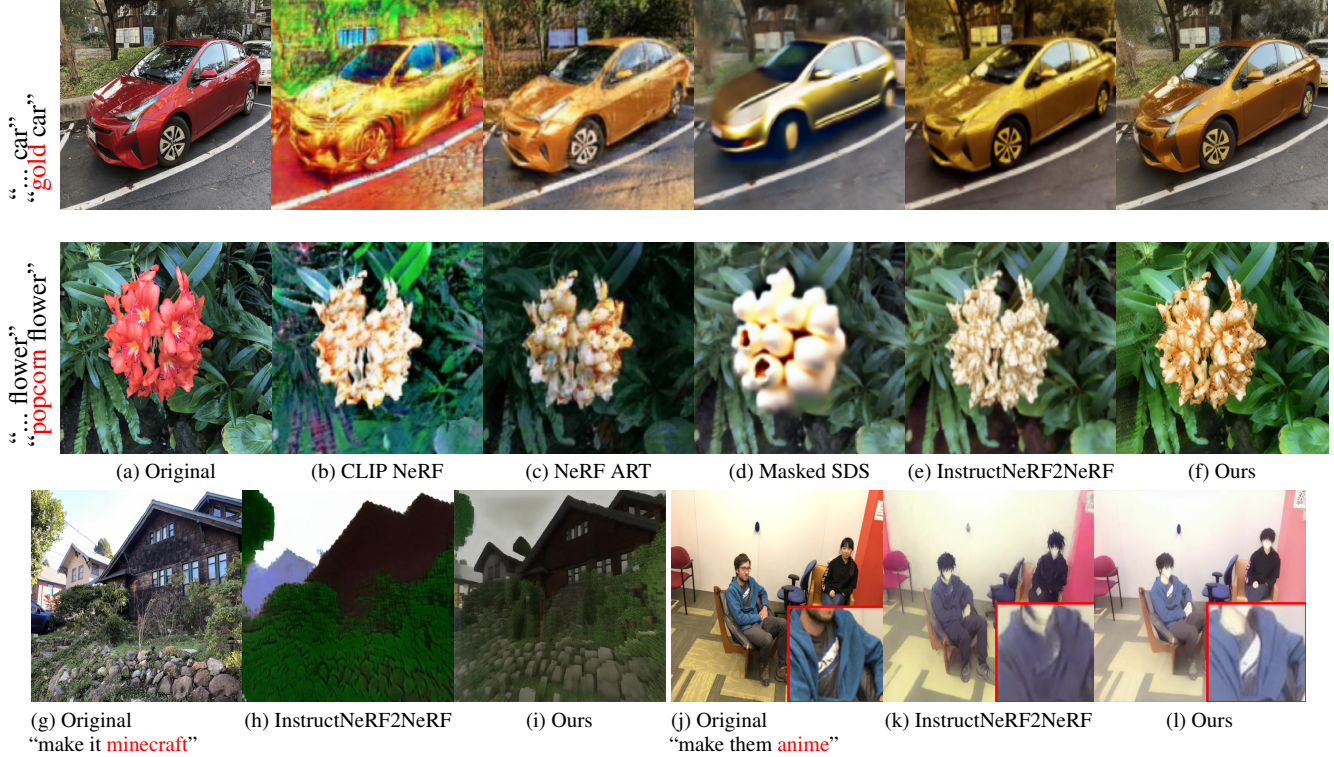 “... car”
“gold car”
“... flower”
“popcorn flower”
(a) Original
(b) CLIP NeRF
(c) NeRF ART
(d) Masked SDS
(e) InstructNeRF2NeRF
(f) Ours
(g) Original
(h) InstructNeRF2NeRF
(i) Ours
(j) Original
(k) InstructNeRF2NeRF
(l) Ours
“make it minecraft”
“make them anime”